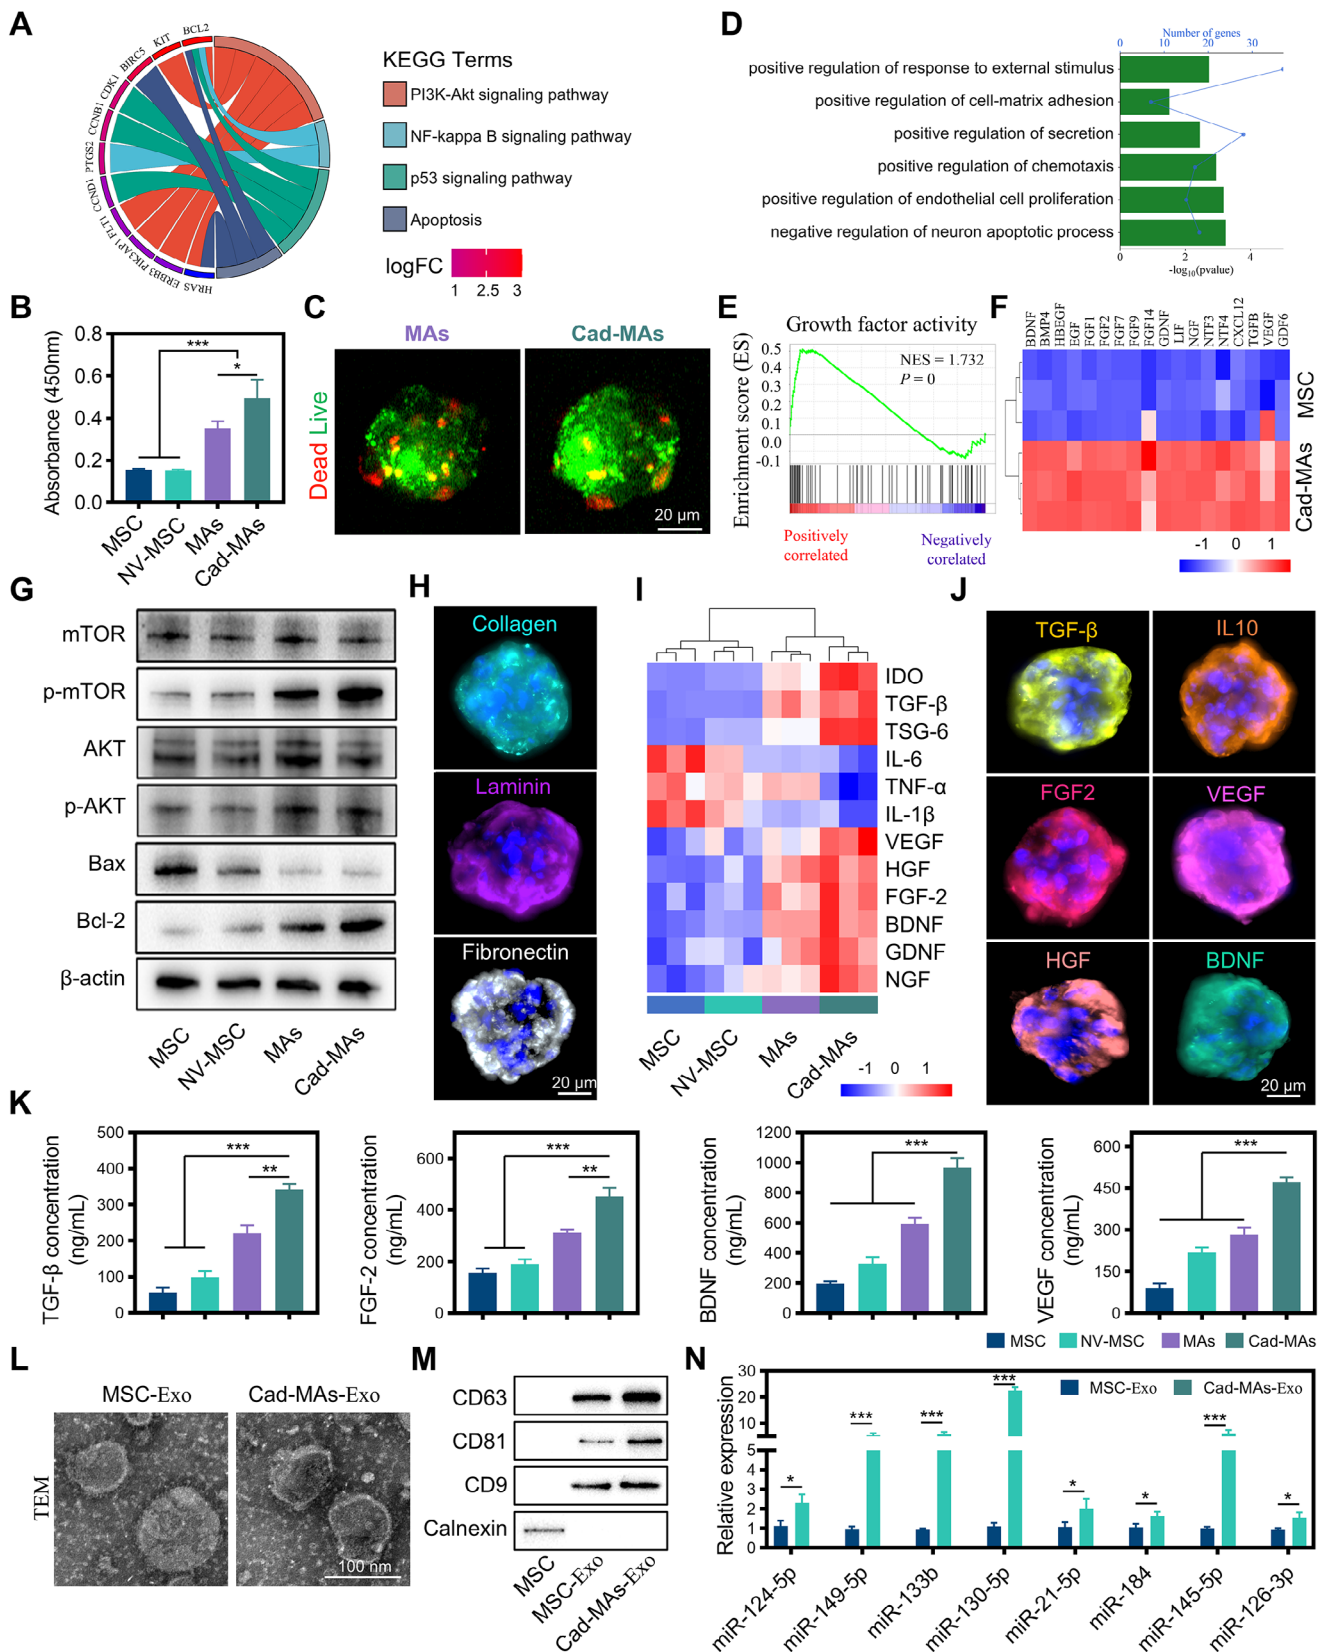 A
BCL2
KIT
BIRC5
CDK1
CCNB1
PTGS2
CCND1
FLT1
PIK3AP1
ERBB3
HRAS
KEGG Terms
PI3K-Akt signaling pathway
NF-kappa B signaling pathway
p53 signaling pathway
Apoptosis
logFC
1 2.5 3
D
Number of genes
0 10 20 30
positive regulation of response to external stimulus
positive regulation of cell-matrix adhesion
positive regulation of secretion
positive regulation of chemotaxis
positive regulation of endothelial cell proliferation
negative regulation of neuron apoptotic process
2 4
-log10(pvalue)
B
Absorbance (450nm)
0.8
0.6
0.4
0.2
0.0
***
*
MSC
NV-MSC
MAs
Cad-MAs
C
MAs
Cad-MAs
Dead Live
20 μm
E
Growth factor activity
Enrichment score (ES)
0.5
0.4
0.3
0.2
0.1
0.0
-0.1
NES = 1.732
P = 0
Positively
correlated
Negatively
corelated
F
BDNF
BMP4
HBEGF
EGF
FGF1
FGF2
FGF7
FGF9
FGF14
GDNF
LIF
NGF
NTF3
NTF4
CXCL12
TGFB
VEGF
GDF6
MSC
Cad-MAs
-1 0 1
G
mTOR
p-mTOR
AKT
p-AKT
Bax
Bcl-2
β-actin
MSC
NV-MSC
MAs
Cad-MAs
H
Collagen
Laminin
Fibronectin
20 μm
I
IDO
TGF-β
TSG-6
IL-6
TNF-α
IL-1β
VEGF
HGF
FGF-2
BDNF
GDNF
NGF
MSC
NV-MSC
MAs
Cad-MAs
-1 0 1
J
TGF-β
IL10
FGF2
VEGF
HGF
BDNF
20 μm
K
TGF-β concentration
(ng/mL)
500
400
300
200
100
0
***
**
FGF-2 concentration
(ng/mL)
600
400
200
0
***
**
BDNF concentration
(ng/mL)
1200
1000
800
600
400
200
0
***
VEGF concentration
(ng/mL)
600
450
300
150
0
***
MSC
NV-MSC
MAs
Cad-MAs
L
MSC-Exo
Cad-MAs-Exo
TEM
100 nm
M
CD63
CD81
CD9
Calnexin
MSC
MSC-Exo
Cad-MAs-Exo
N
Relative expression
30
20
10
5
4
3
2
1
0
MSC-Exo
Cad-MAs-Exo
*
***
***
***
*
*
***
*
miR-124-5p
miR-149-5p
miR-133b
miR-130-5p
miR-21-5p
miR-184
miR-145-5p
miR-126-3p